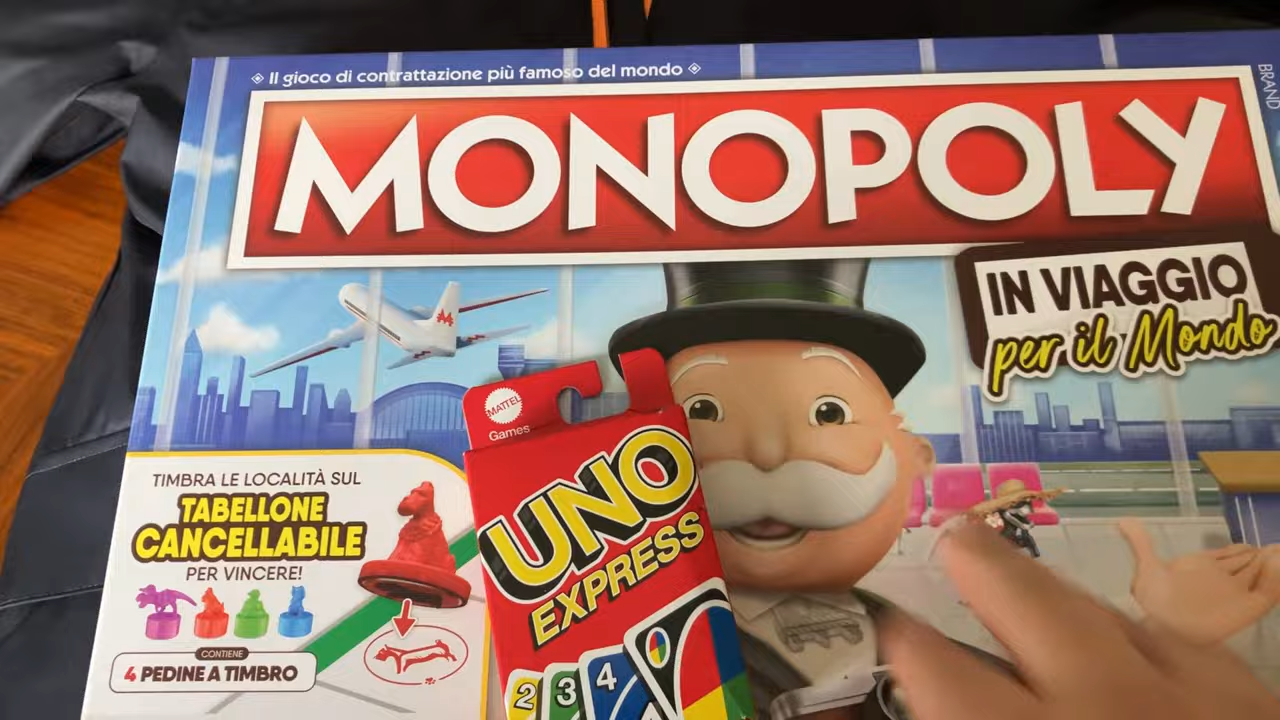 Il gioco di contrattazione più famoso del mondo
BRAND
MONOPOLY
IN VIAGGIO
per il Mondo
MATTEL
Games
UNO
EXPRESS
2
3
4
TIMBRA LE LOCALITÀ SUL
TABELLONE
CANCELLABILE
PER VINCERE!
CONTIENE
4 PEDINE A TIMBRO